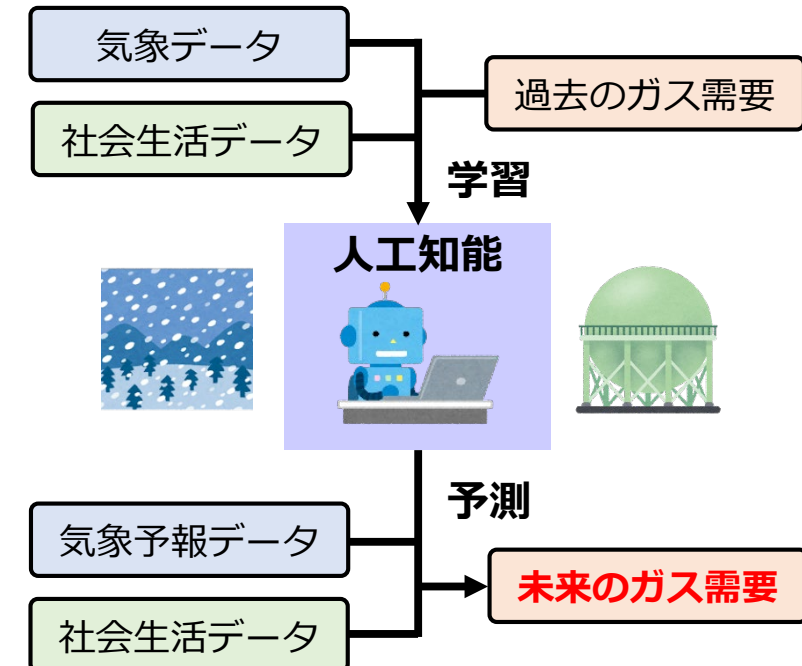 気象データ
過去のガス需要
社会生活データ
学習
人工知能
予測
気象予報データ
未来のガス需要
社会生活データ